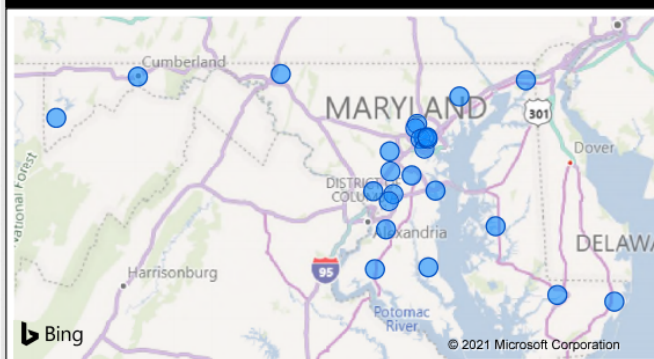 Cumberland
MARYLAND
301
Dover
National Forest
DISTRICT
COLU
Alexandria
DELAWA
95
Harrisonburg
Potomac
River
Bing
© 2021 Microsoft Corporation